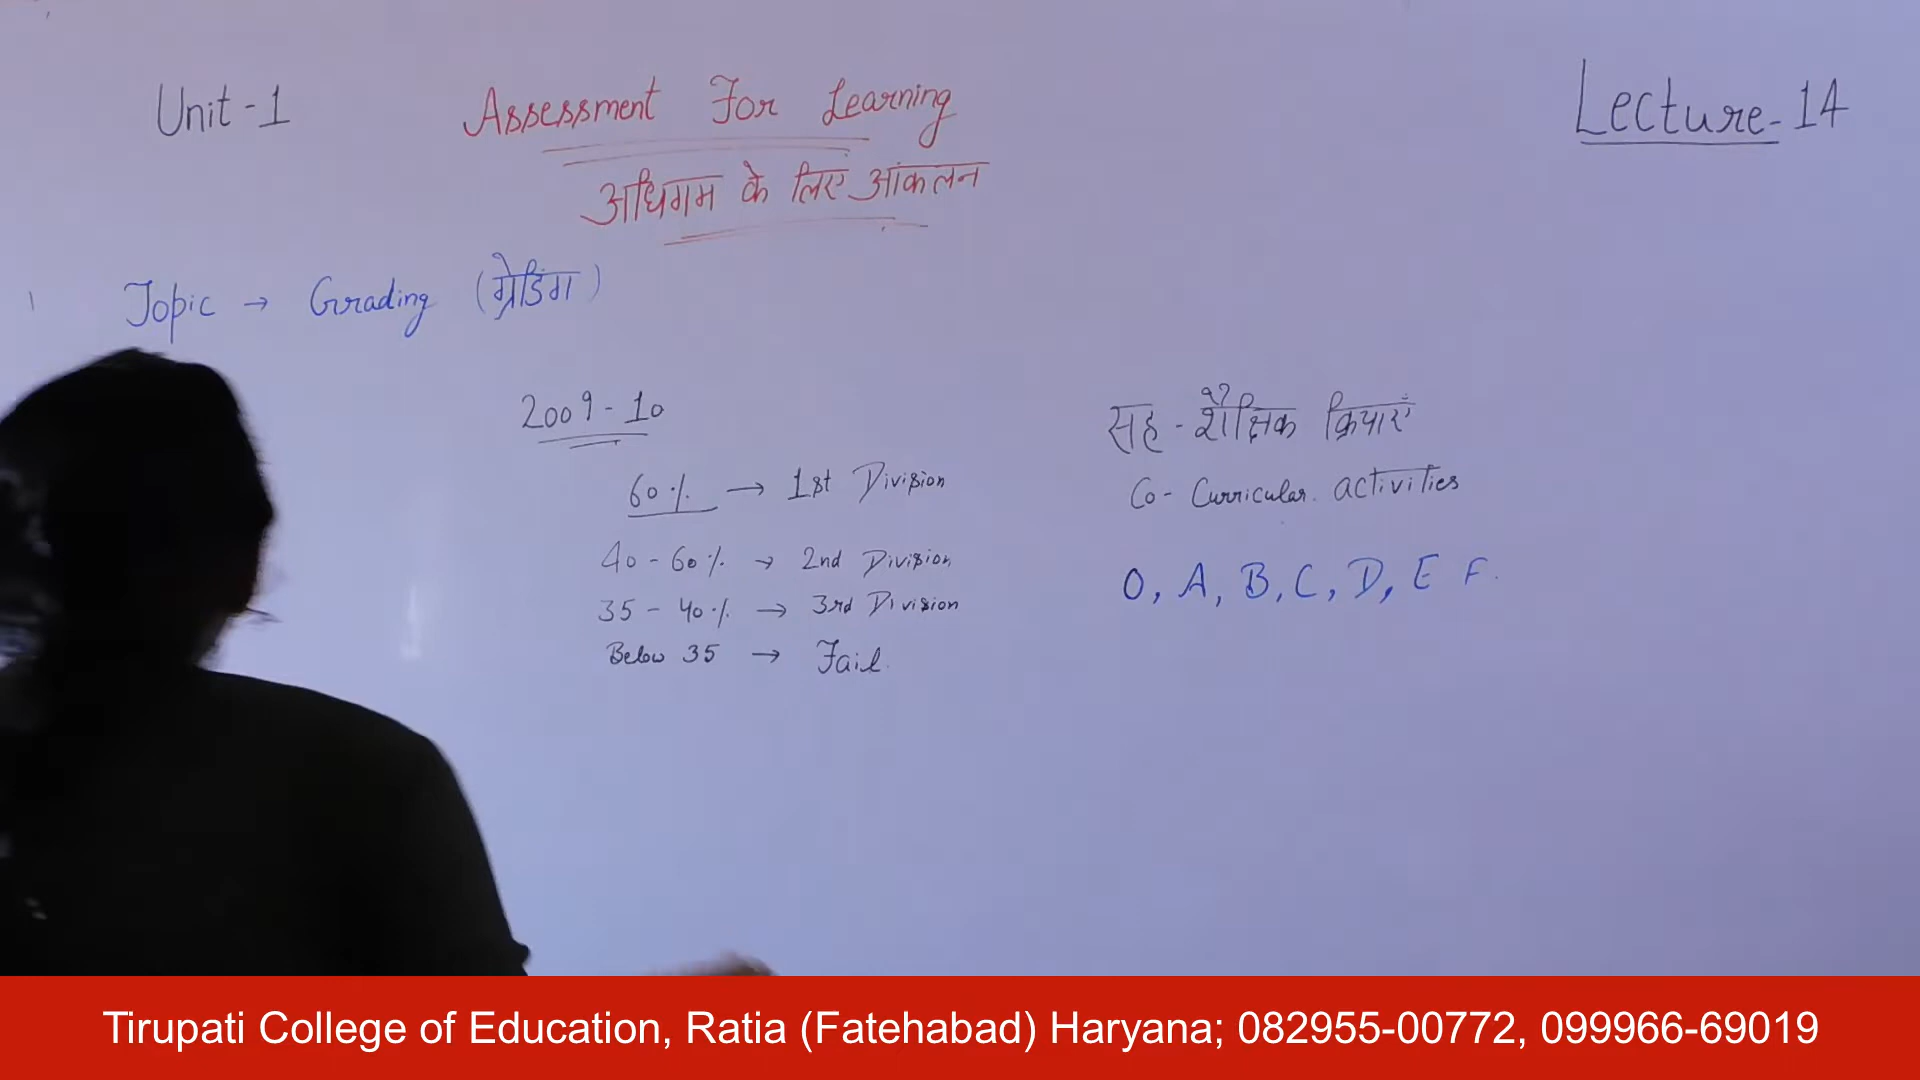 Unit - 1
Assessment For Learning
Lecture - 14
अधिगम के लिए आंकलन
Topic → Grading (ग्रेडिंग)
2009 - 10
60% → 1st Division
40 - 60% → 2nd Division
35 - 40% → 3rd Division
Below 35 → Fail
सह - शैक्षिक क्रियाएं
Co - Curricular activities
O, A, B, C, D, E F
Tirupati College of Education, Ratia (Fatehabad) Haryana; 082955-00772, 099966-69019